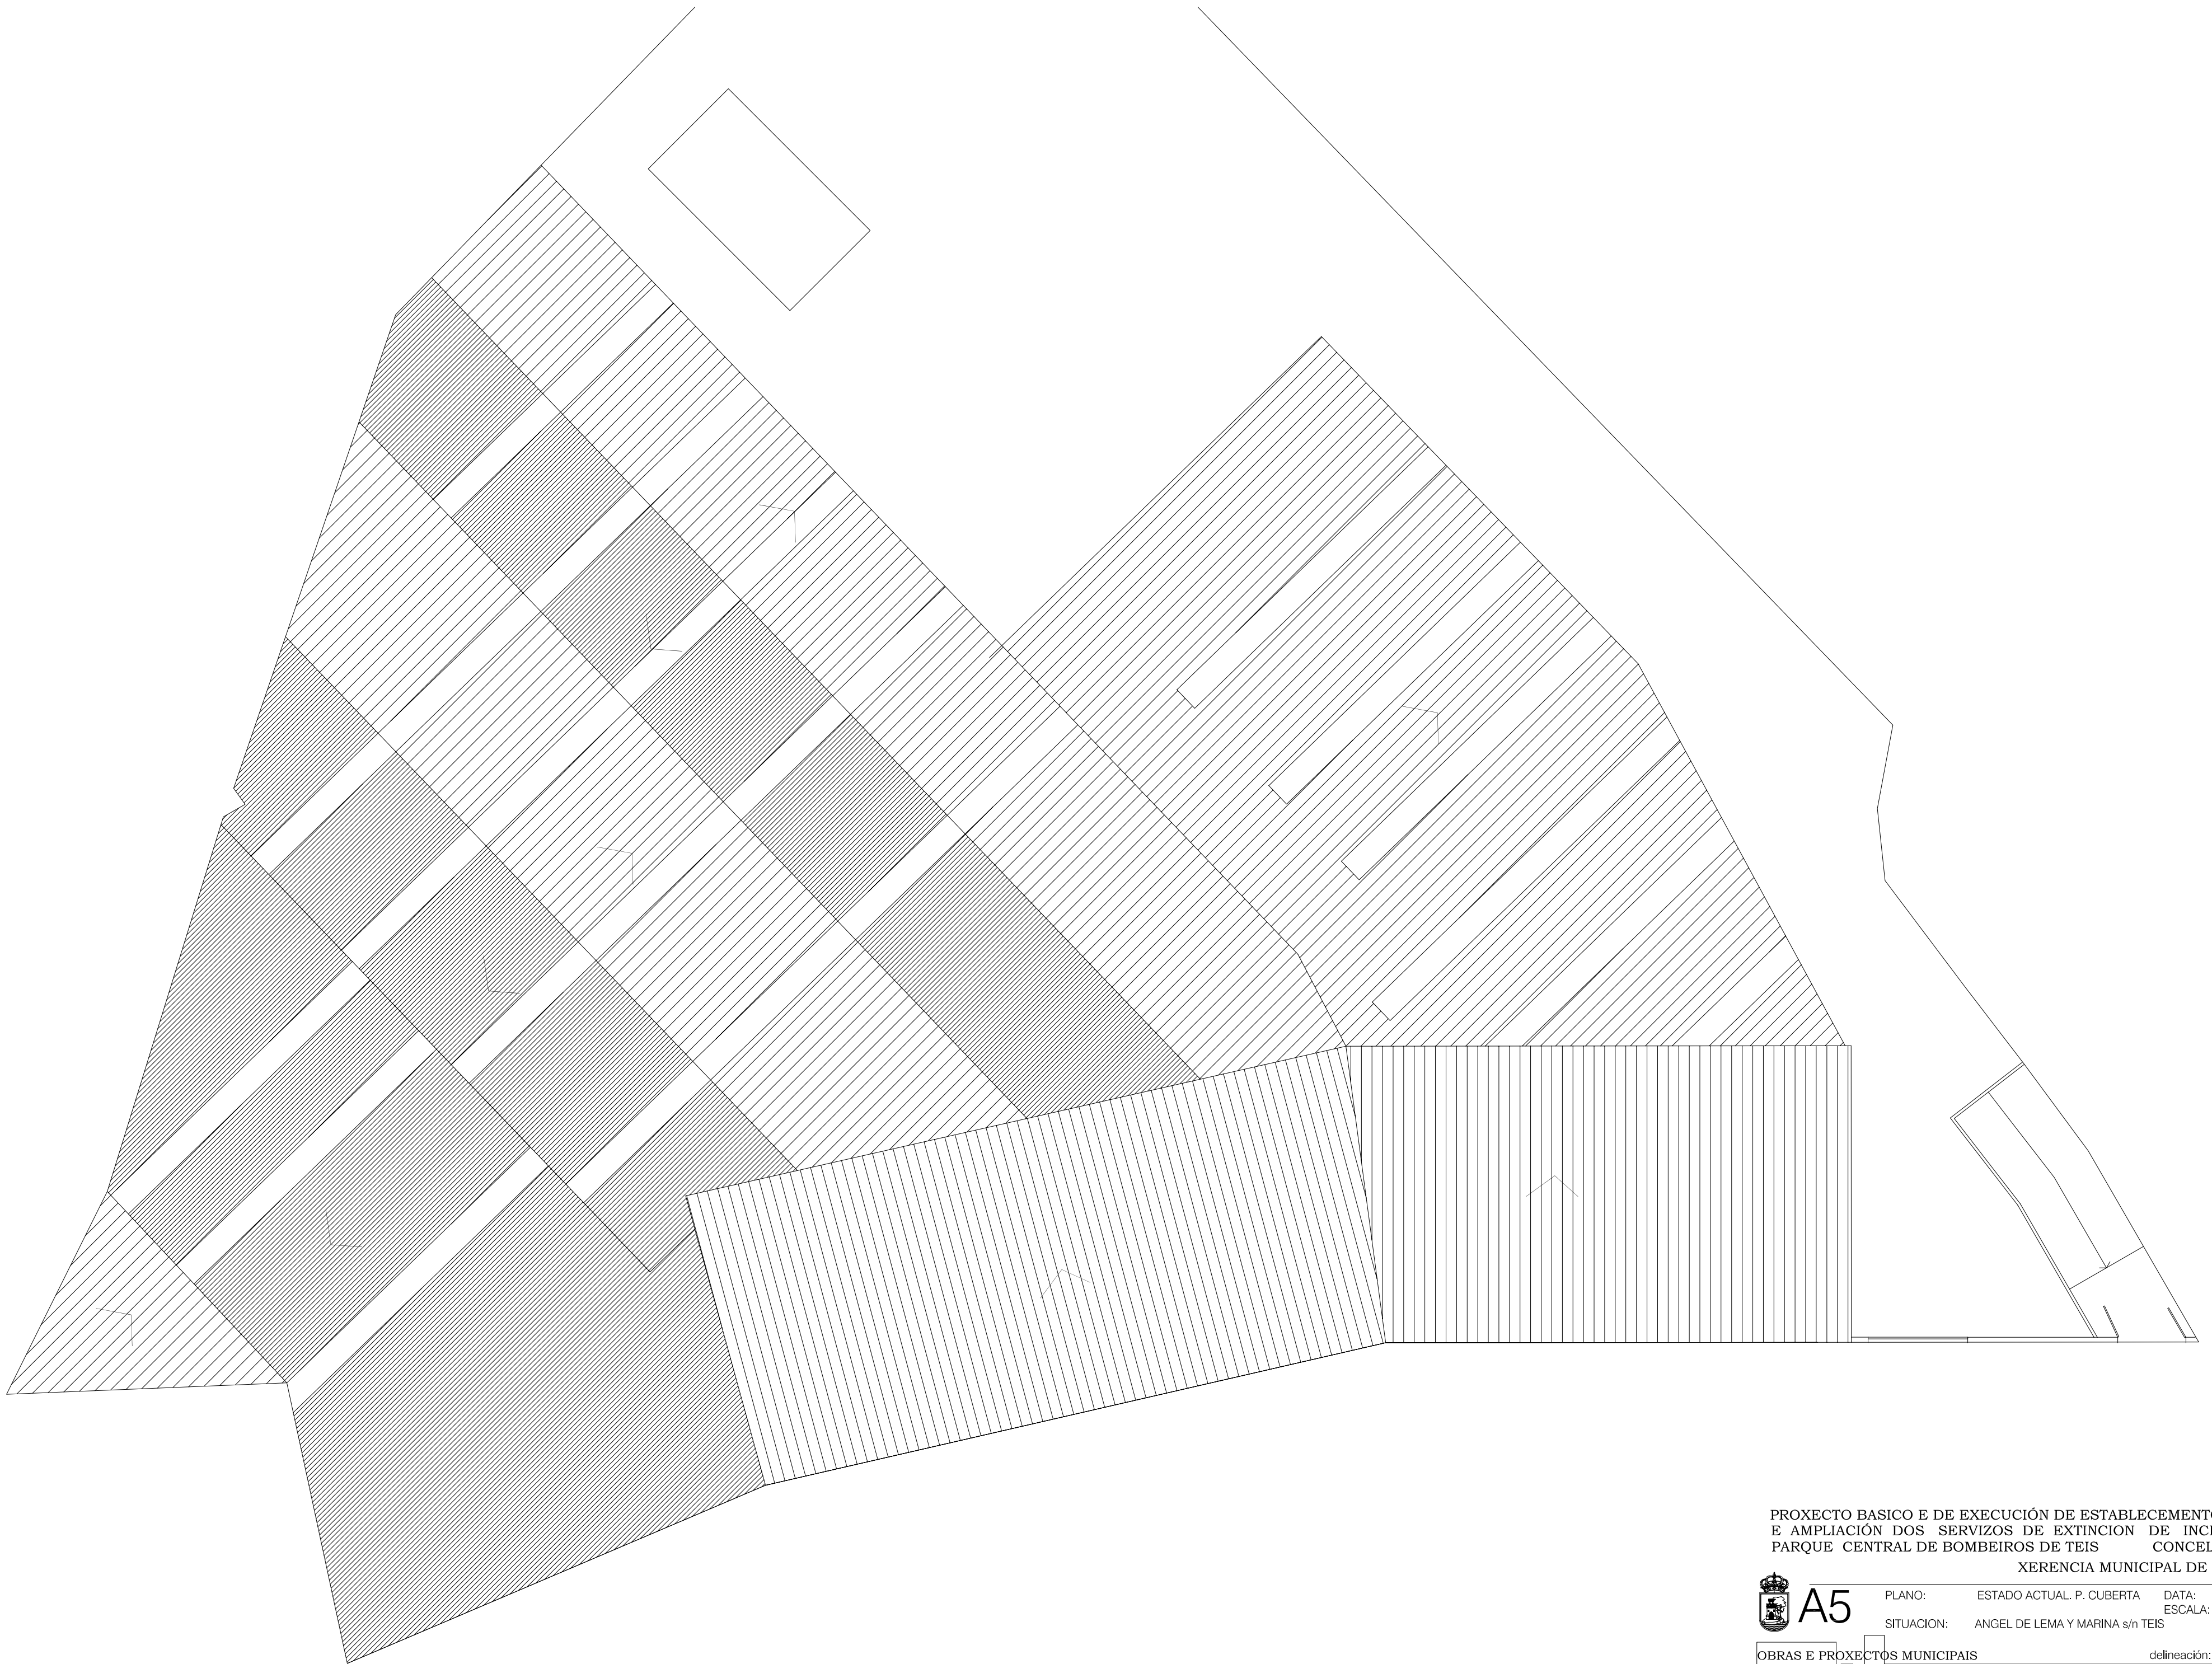 PROXECTO BASICO E DE EXECUCIÓN DE ESTABLECEMENTO
E AMPLIACIÓN DOS SERVIZOS DE EXTINCION DE
PARQUE CENTRAL DE BOMBEIROS DE TEIS
XERENCIA MUNICIPAL DE
A5 PLANO: ESTADO ACTUAL. P. CUBERTA DATA:
ESCALA:
SITUACION: ANGEL DE LEMA Y MARINA s/n TEIS
OBRAS E PROXECTOS MUNICIPAIS delineación: